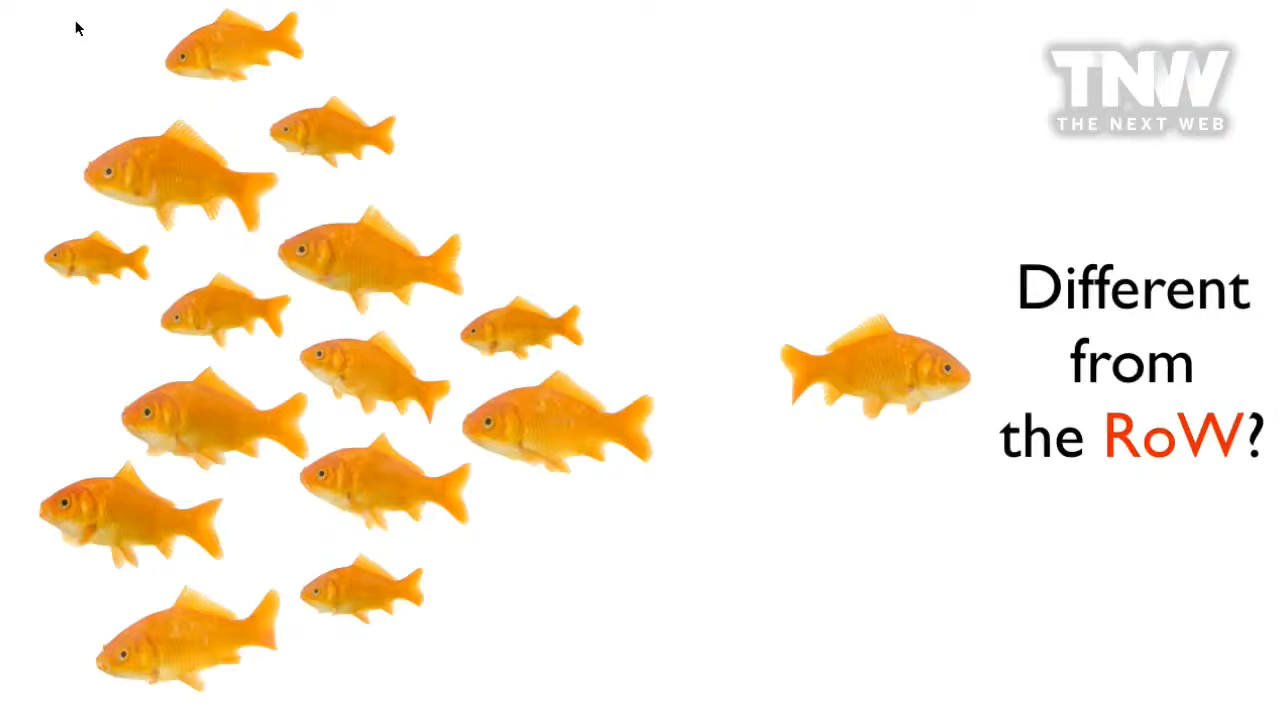 TNW
THE NEXT WEB
Different
from
the RoW?